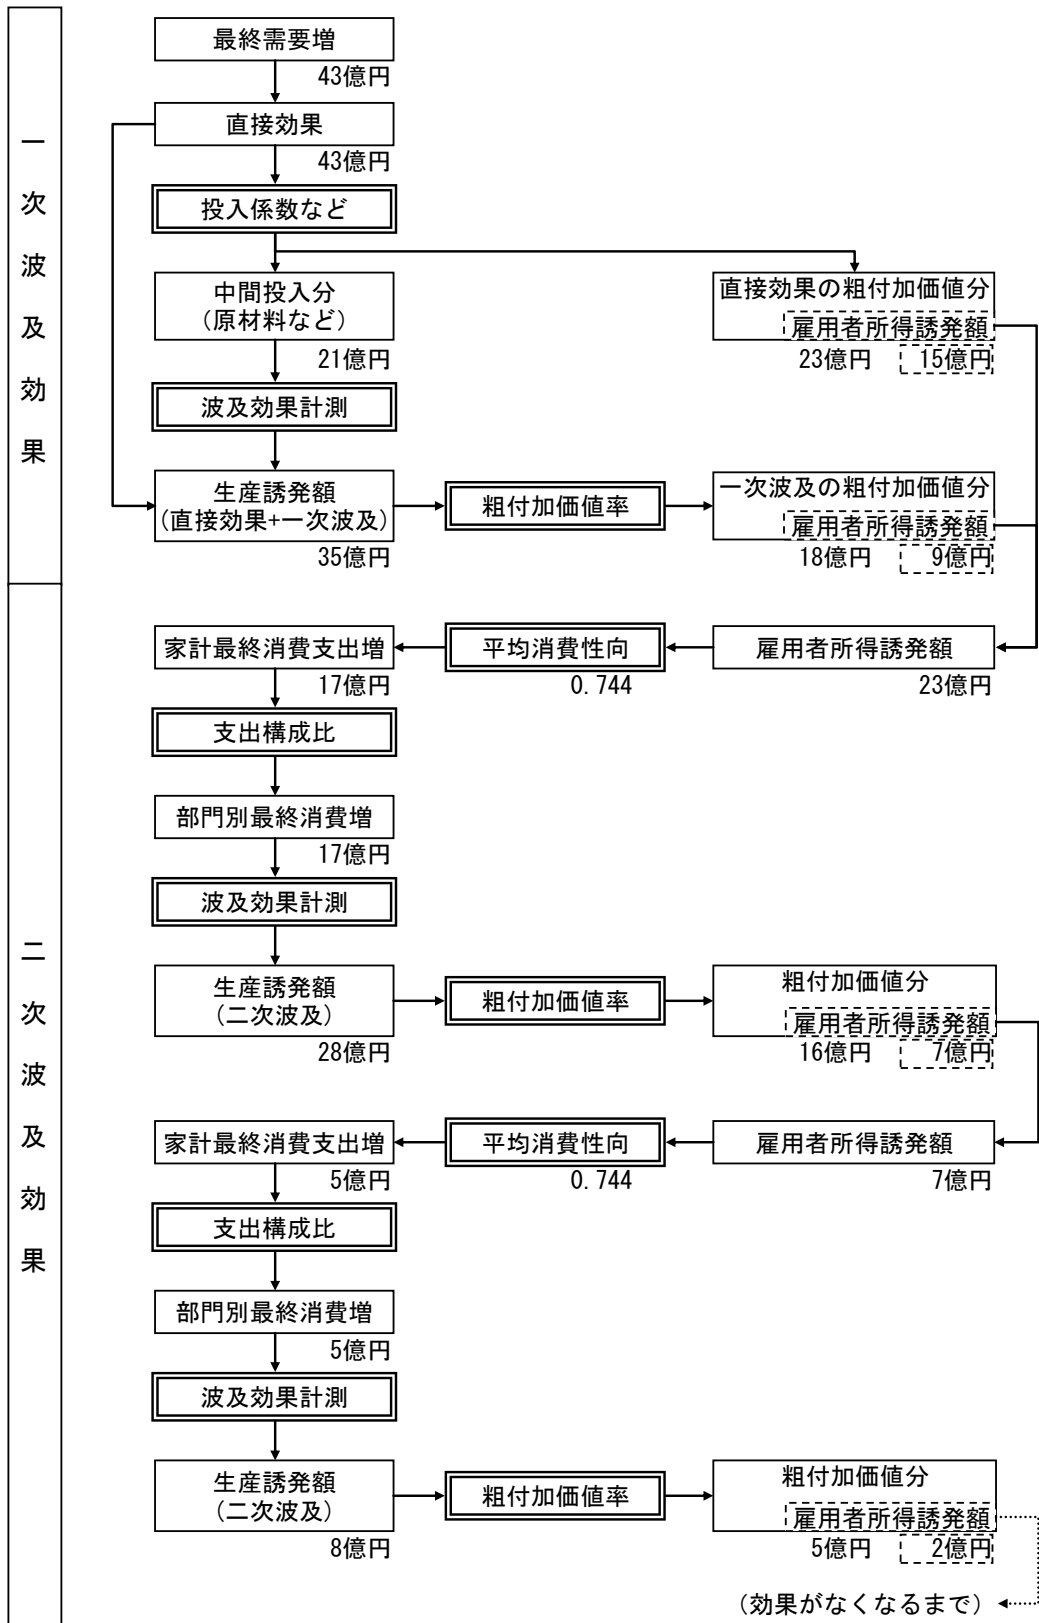 一次波及効果
最終需要増
43億円
直接効果
43億円
投入係数など
中間投入分
(原材料など)
21億円
直接効果の粗付加価値分
雇用者所得誘発額
23億円 15億円
波及効果計測
生産誘発額
(直接効果+一次波及)
35億円
粗付加価値率
一次波及の粗付加価値分
雇用者所得誘発額
18億円 9億円
二次波及効果
家計最終消費支出増
17億円
平均消費性向
0.744
雇用者所得誘発額
23億円
支出構成比
部門別最終消費増
17億円
波及効果計測
生産誘発額
(二次波及)
28億円
粗付加価値率
粗付加価値分
雇用者所得誘発額
16億円 7億円
家計最終消費支出増
5億円
平均消費性向
0.744
雇用者所得誘発額
7億円
支出構成比
部門別最終消費増
5億円
波及効果計測
生産誘発額
(二次波及)
8億円
粗付加価値率
粗付加価値分
雇用者所得誘発額
5億円 2億円
(効果がなくなるまで)